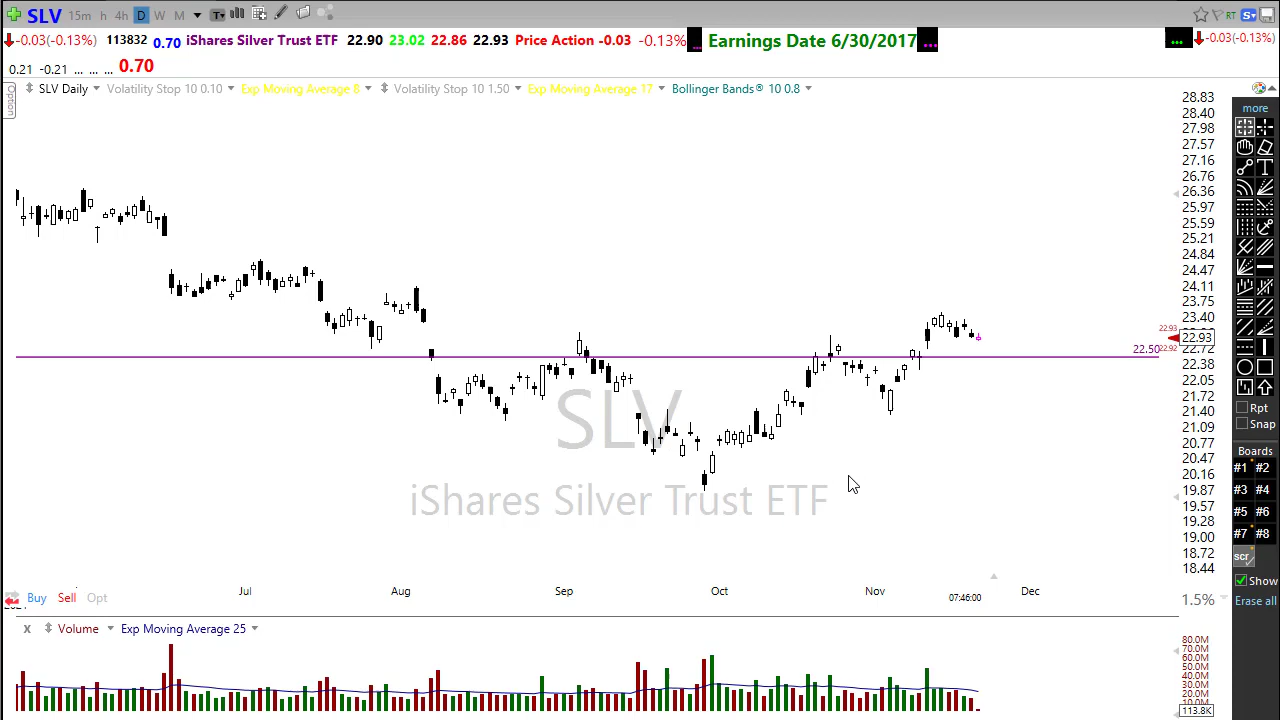 SLV 15m h 4h D W M T RT S
-0.03(-0.13%) 113832 0.70 iShares Silver Trust ETF 22.90 23.02 22.86 22.93 Price Action -0.03 -0.13% ... Earnings Date 6/30/2017 ... ... -0.03(-0.13%)
0.21 -0.21 ... ... ... 0.70
Option
SLV Daily Volatility Stop 10 0.10 Exp Moving Average 8 Volatility Stop 10 1.50 Exp Moving Average 17 Bollinger Bands® 10 0.8
28.83
28.40
27.98
27.57
27.16
26.76
26.36
25.97
25.59
25.21
24.84
24.47
24.11
23.75
23.40
22.93
22.93
22.50 22.92
22.72
22.38
22.05
21.72
21.40
21.09
20.77
20.47
20.16
19.87
19.57
19.28
19.00
18.72
18.44
1.5%
SLV
iShares Silver Trust ETF
more
T
Rpt
Snap
Boards
#1 #2
#3 #4
#5 #6
#7 #8
scr
Show
Erase all
Jul Aug Sep Oct Nov Dec
Buy Sell Opt 07:46:00
X Volume Exp Moving Average 25
80.0M
70.0M
60.0M
50.0M
40.0M
30.0M
20.0M
10.0M
113.8K